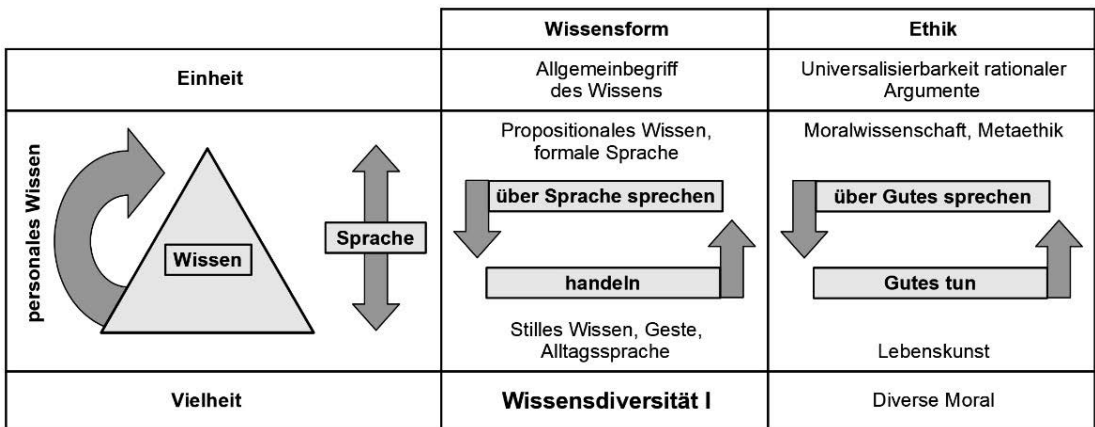 Wissensform
Ethik
Einheit
Allgemeinbegriff
des Wissens
Universalisierbarkeit rationaler
Argumente
personales Wissen
Wissen
Sprache
Propositionales Wissen,
formale Sprache
über Sprache sprechen
handeln
Stilles Wissen, Geste,
Alltagssprache
Moralwissenschaft, Metaethik
über Gutes sprechen
Gutes tun
Lebenskunst
Vielheit
Wissensdiversität I
Diverse Moral